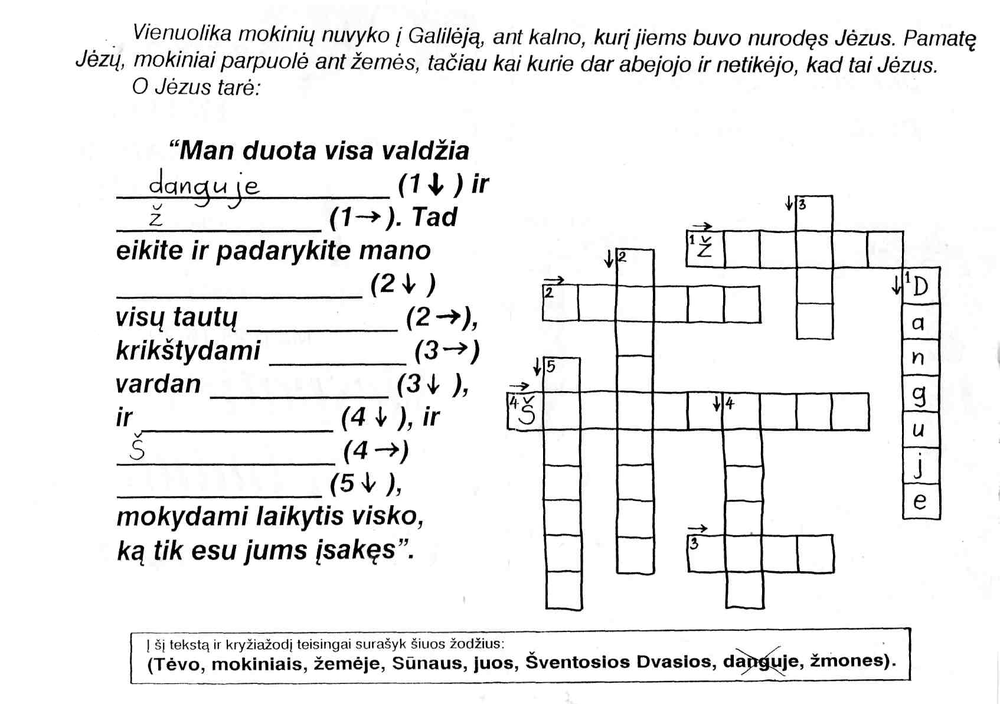 Vienuolika mokinių nuvyko į Galilėją, ant kalno, kurį jiems buvo nurodęs Jėzus. Pamatę
Jėzų, mokiniai parpuolė ant žemės, tačiau kai kurie dar abejojo ir netikėjo, kad tai Jėzus.
O Jėzus tarė:
“Man duota visa valdžia
danguje (1↓) ir
ž (1→). Tad
eikite ir padarykite mano
(2↓)
visų tautų (2→),
krikštydami (3→)
vardan (3↓),
ir (4↓), ir
Š (4→)
(5↓),
mokydami laikytis visko,
ką tik esu jums įsakęs”.
3
1 Ž
2
2
1 D
a
n
g
u
j
e
5
4 Š 4
3
Į šį tekstą ir kryžiažodį teisingai surašyk šiuos žodžius:
(Tėvo, mokiniais, žemėje, Sūnaus, juos, Šventosios Dvasios, danguje, žmones).